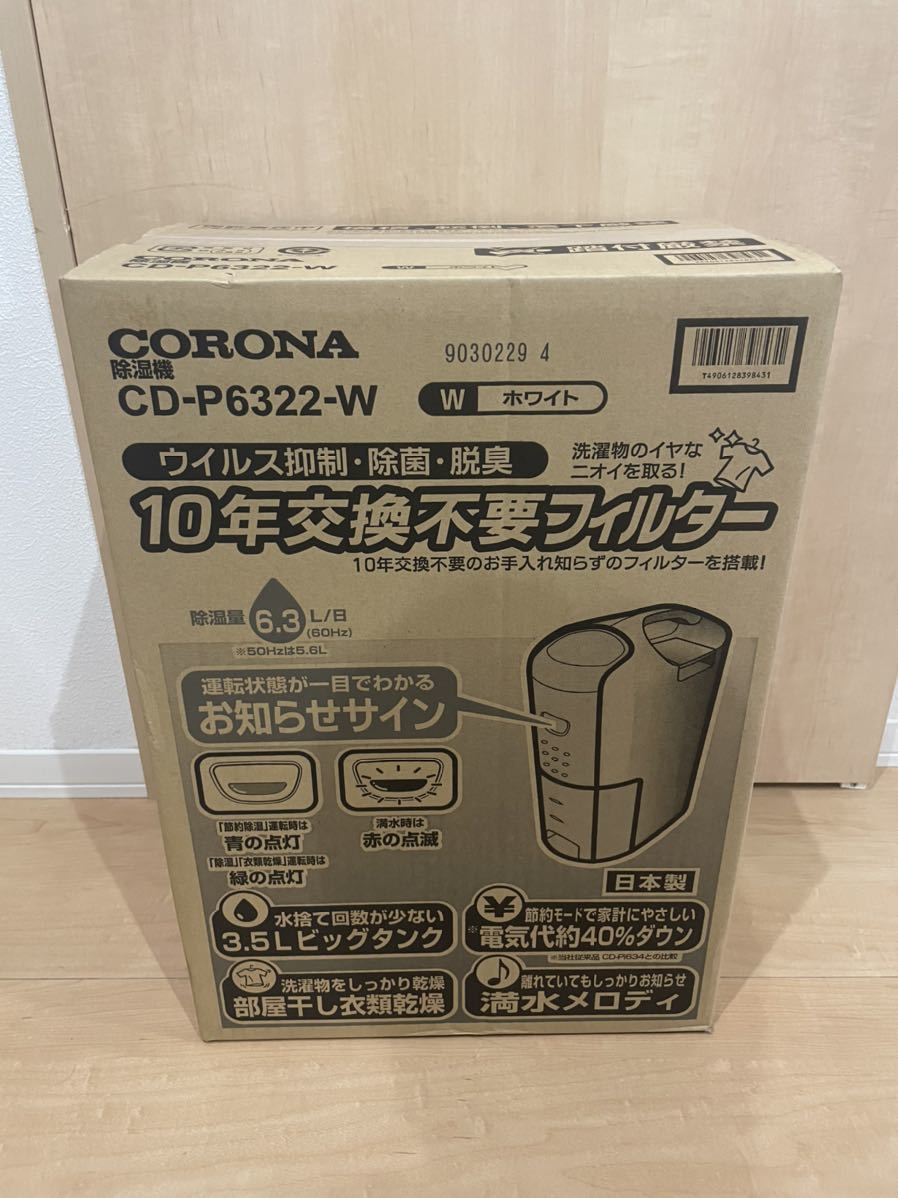 CORONA
CD-P6322-W
W
CORONA
除湿機
CD-P6322-W
9030229 4
W ホワイト
T4906128398431
ウイルス抑制・除菌・脱臭
洗濯物のイヤな
ニオイを取る!
10年交換不要フィルター
10年交換不要のお手入れ知らずのフィルターを搭載!
除湿量 6.3 L/日
(60Hz)
※50Hzは5.6L
運転状態が一目でわかる
お知らせサイン
「節約除湿」運転時は
青の点灯
「除湿」「衣類乾燥」運転時は
緑の点灯
満水時は
赤の点滅
日本製
水捨て回数が少ない
3.5Lビッグタンク
節約モードで家計にやさしい
※電気代約40%ダウン
※当社従来品 CD-Pi634との比較
洗濯物をしっかり乾燥
部屋干し衣類乾燥
離れていてもしっかりお知らせ
満水メロディ